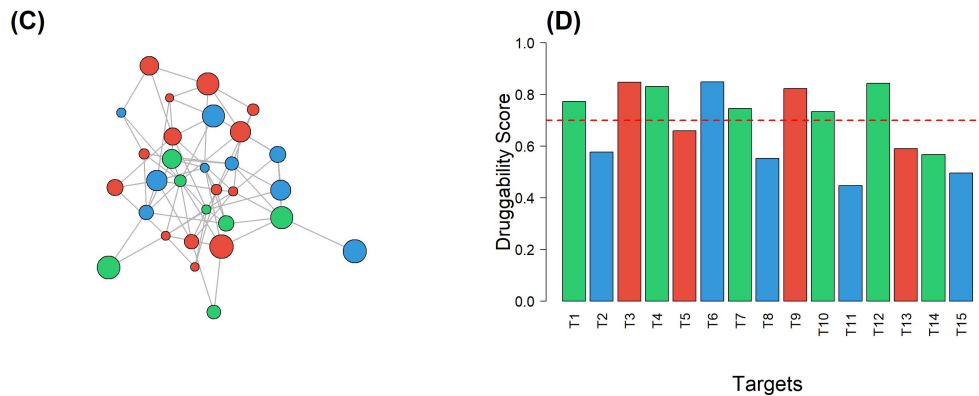 (C)
(D)
Druggability Score
1.0
0.8
0.6
0.4
0.2
0.0
T1 T2 T3 T4 T5 T6 T7 T8 T9 T10 T11 T12 T13 T14 T15
Targets